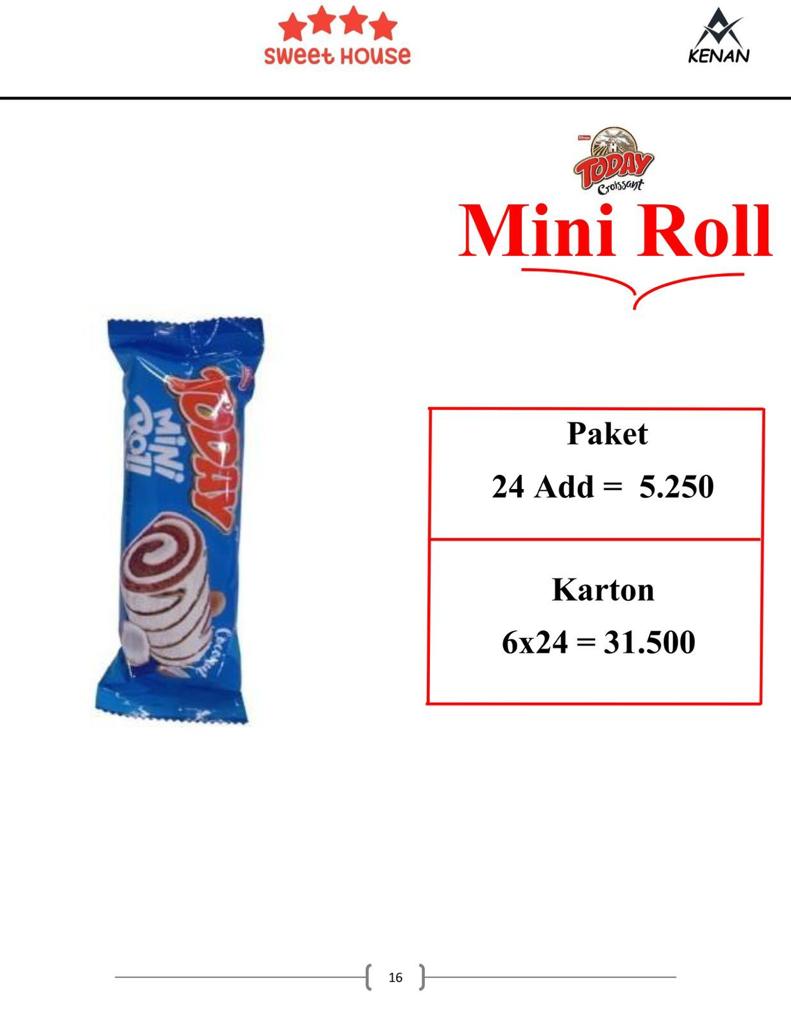 SWEET HOUSE
KENAN
TODAY
Croissant
Mini Roll
TODAY
MiNi
Roll
COCONUT
Paket
24 Add = 5.250
Karton
6x24 = 31.500
16